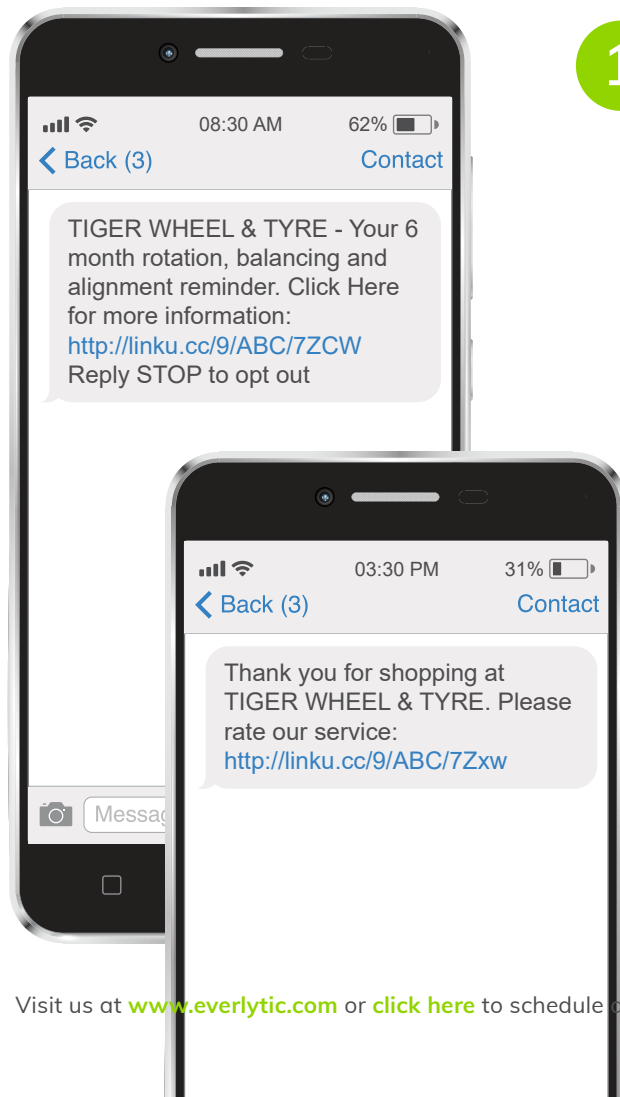 1
08:30 AM 62%
Back (3) Contact
TIGER WHEEL & TYRE - Your 6
month rotation, balancing and
alignment reminder. Click Here
for more information:
http://linku.cc/9/ABC/7ZCW
Reply STOP to opt out
03:30 PM 31%
Back (3) Contact
Thank you for shopping at
TIGER WHEEL & TYRE. Please
rate our service:
http://linku.cc/9/ABC/7Zxw
Visit us at www.everlytic.com or click here to schedule